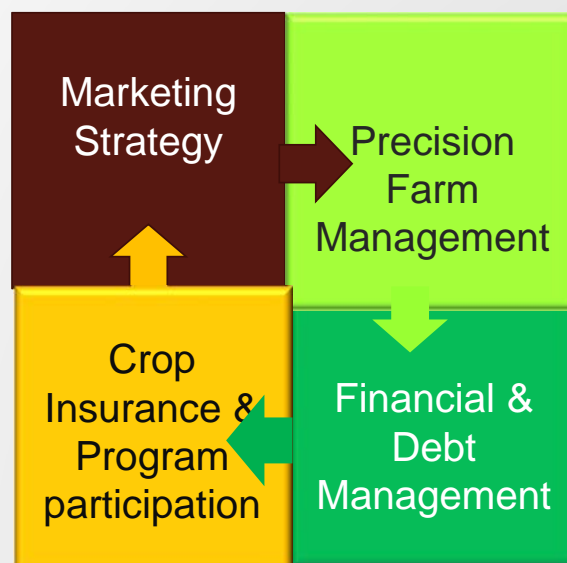 Marketing
Strategy
Precision
Farm
Management
Crop
Insurance &
Program
participation
Financial &
Debt
Management